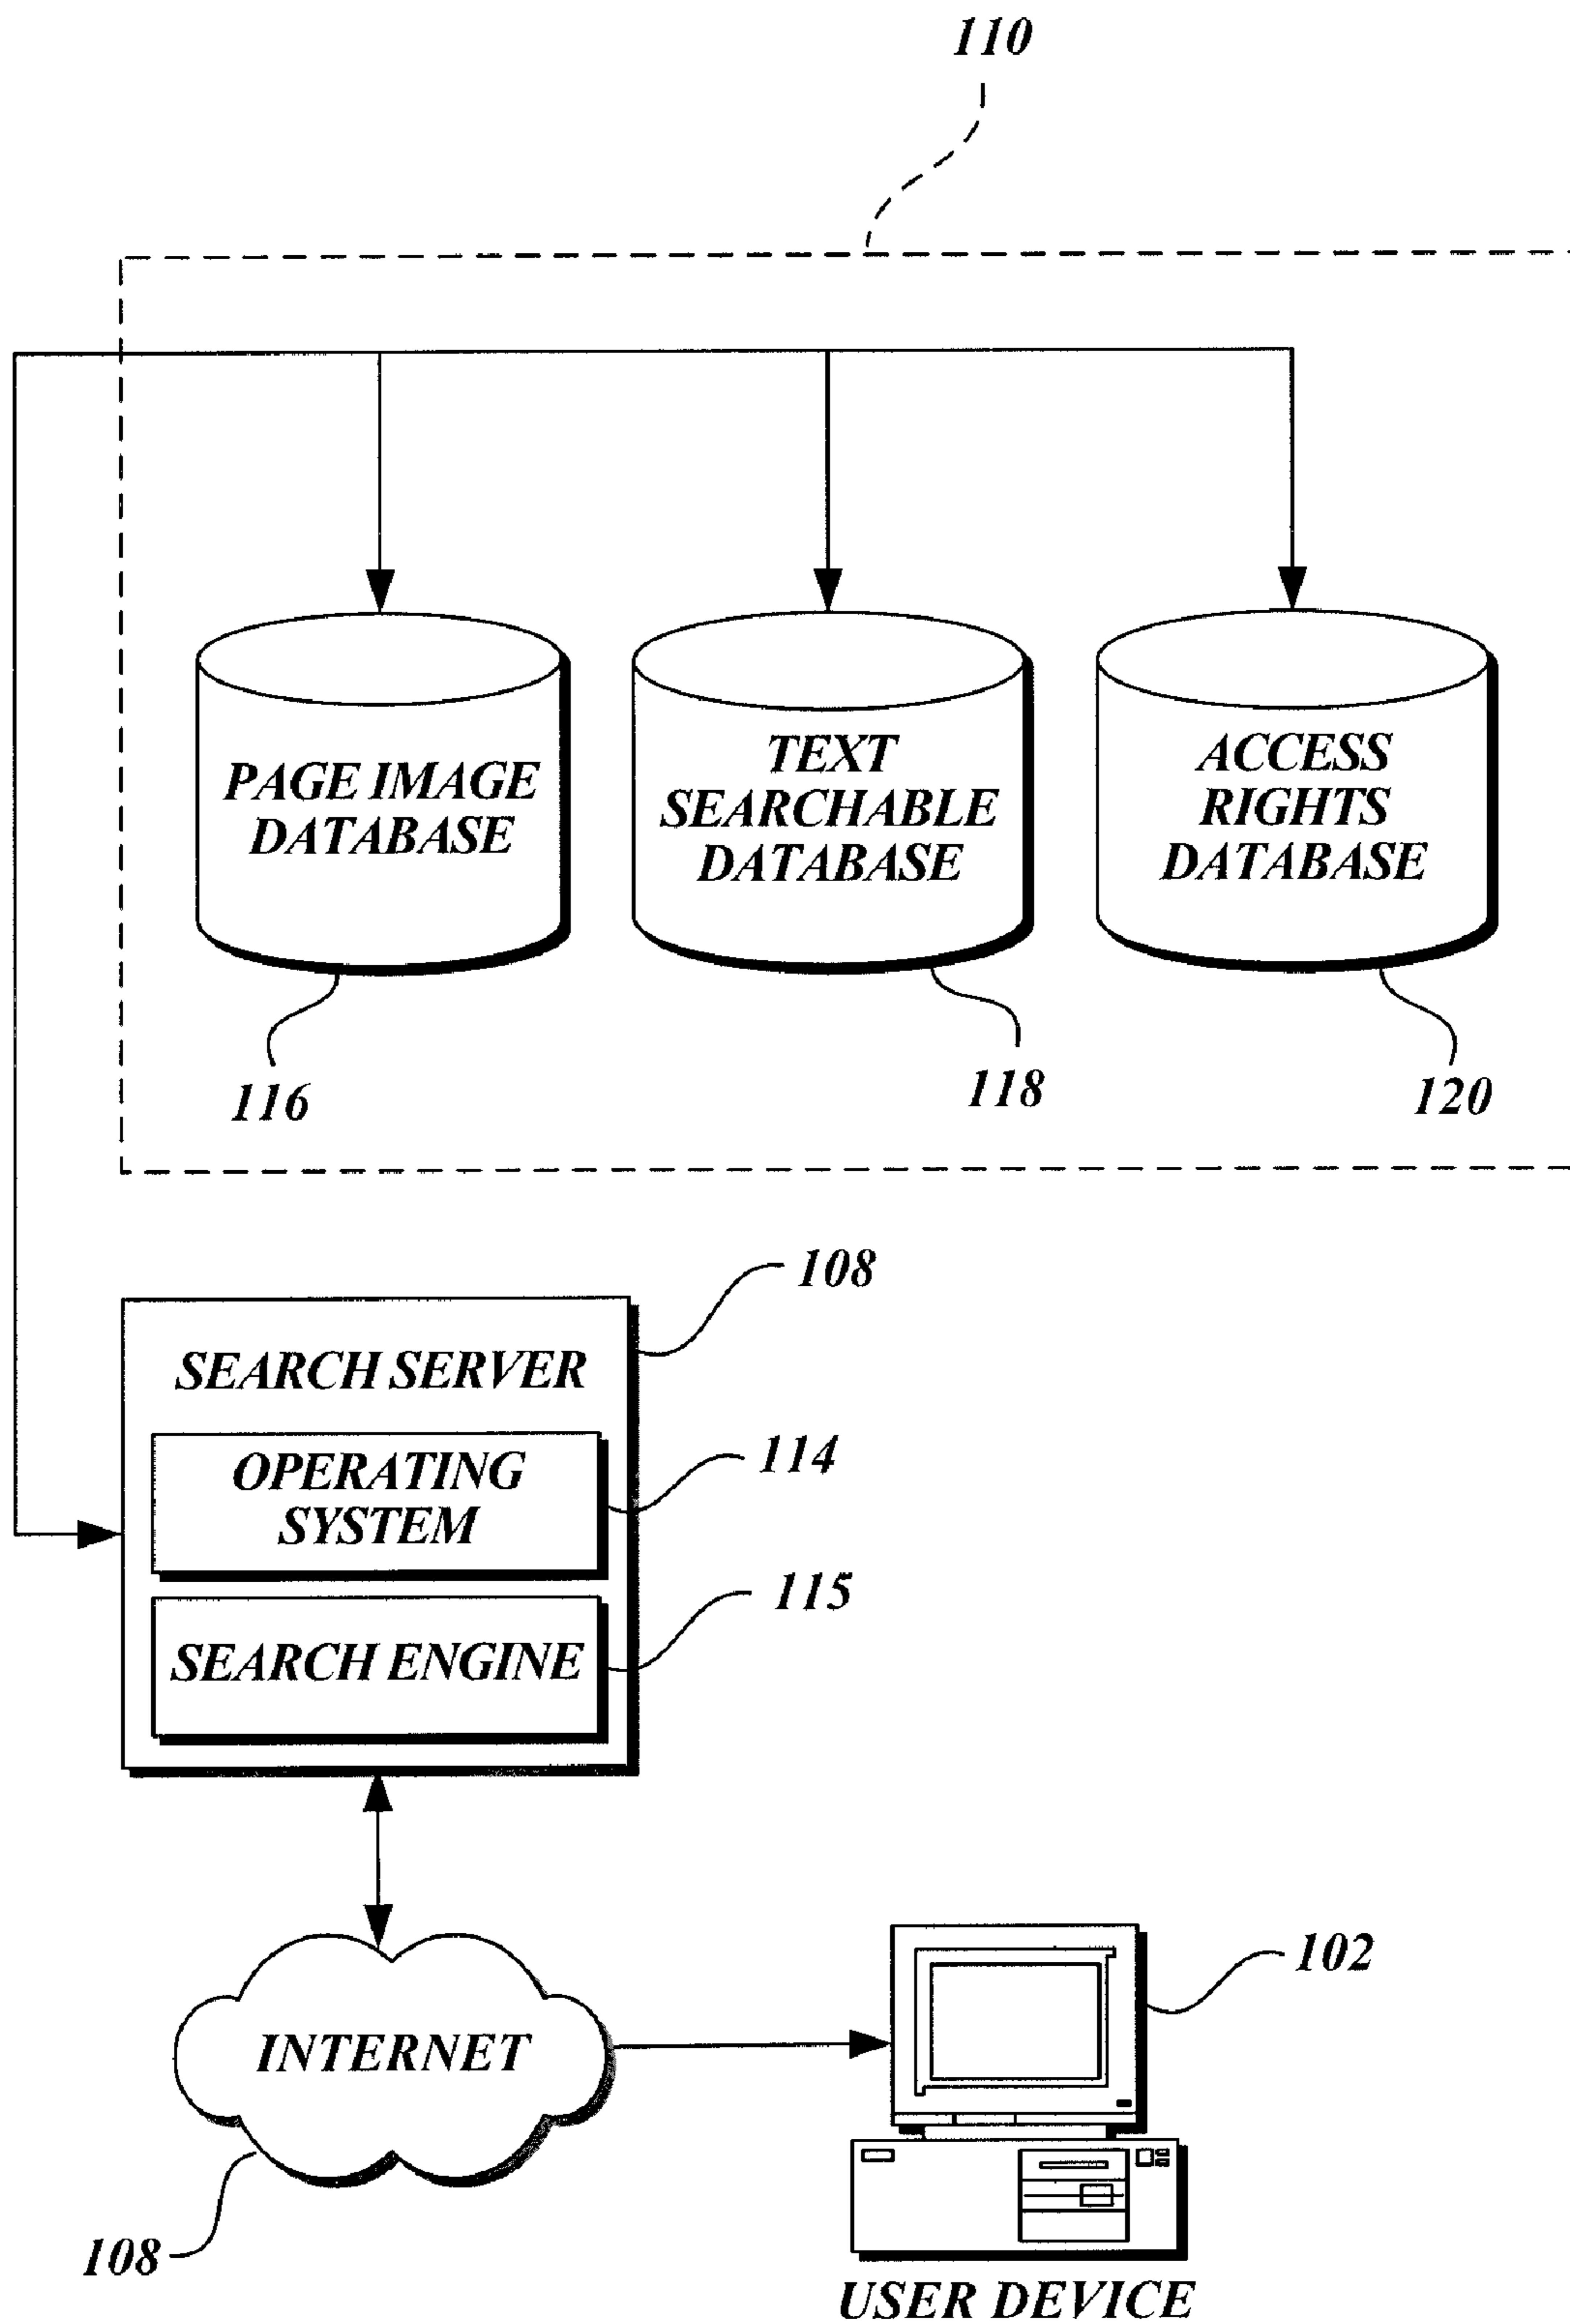 110
PAGE IMAGE
DATABASE
TEXT
SEARCHABLE
DATABASE
ACCESS
RIGHTS
DATABASE
116
118
120
108
SEARCH SERVER
OPERATING
SYSTEM
114
SEARCH ENGINE
115
INTERNET
102
108
USER DEVICE